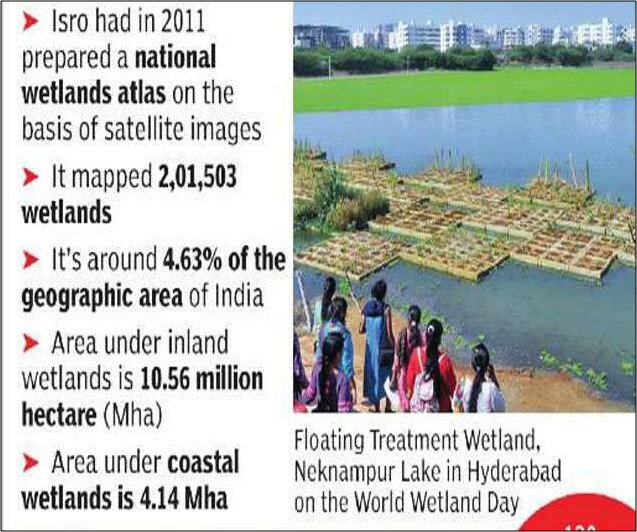 ➤ Isro had in 2011
prepared a national
wetlands atlas on the
basis of satellite images
➤ It mapped 2,01,503
wetlands
➤ It's around 4.63% of the
geographic area of India
➤ Area under inland
wetlands is 10.56 million
hectare (Mha)
➤ Area under coastal
wetlands is 4.14 Mha
Floating Treatment Wetland,
Neknampur Lake in Hyderabad
on the World Wetland Day